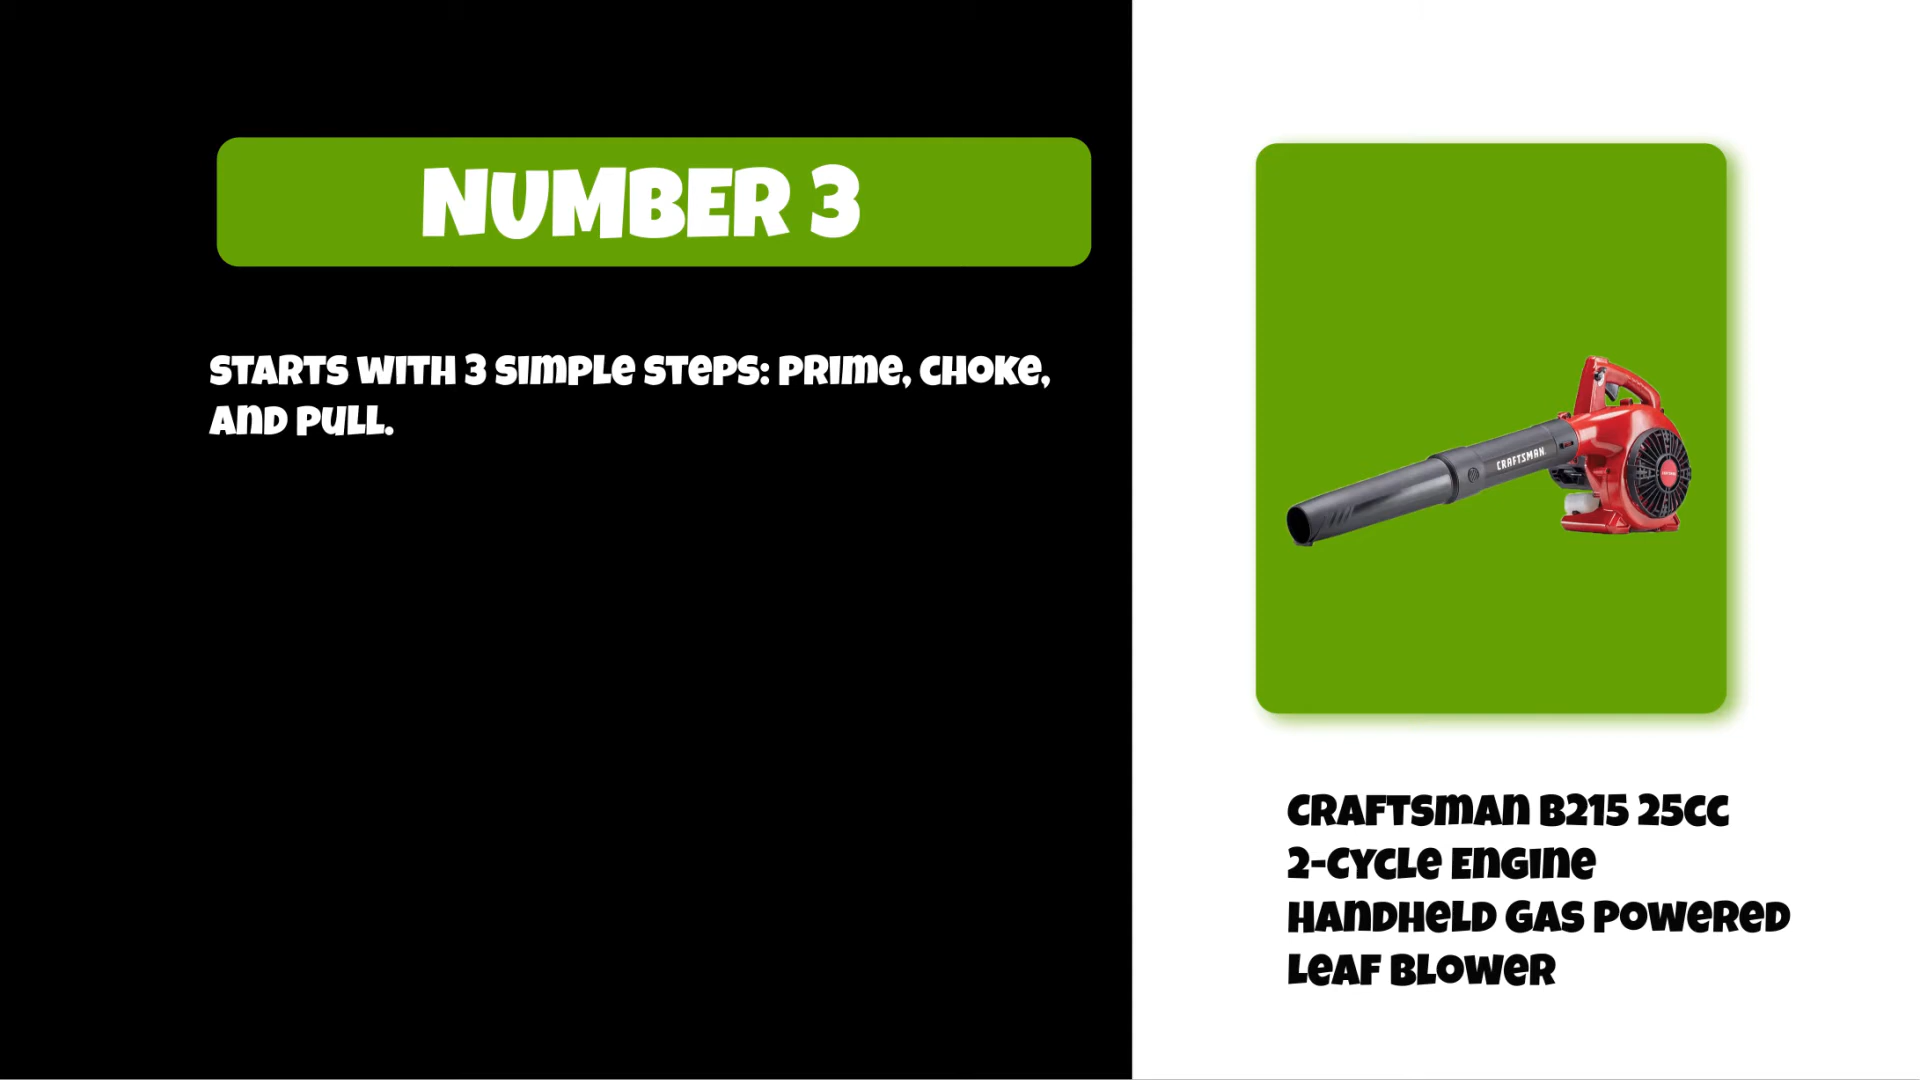 NUMBER 3
STARTS WITH 3 SIMPLE STEPS: PRIME, CHOKE,
AND PULL.
CRAFTSMAN
CRAFTSMAN B215 25CC
2-CYCLE ENGINE
HANDHELD GAS POWERED
LEAF BLOWER